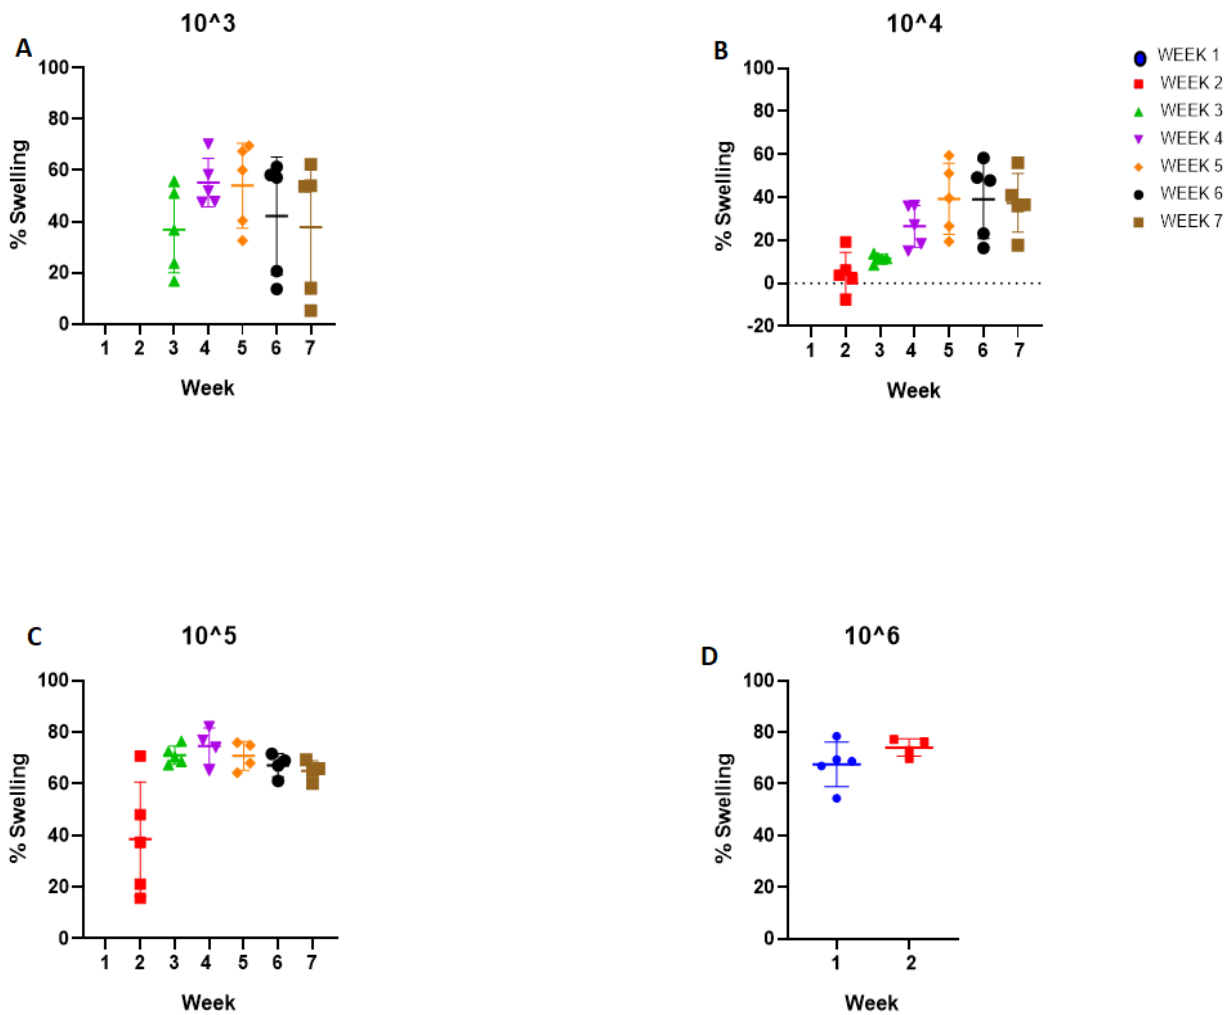 10^3
A
100
80
60
40
20
0
% Swelling
1 2 3 4 5 6 7
Week
10^4
B
100
80
60
40
20
0
-20
% Swelling
1 2 3 4 5 6 7
Week
WEEK 1
WEEK 2
WEEK 3
WEEK 4
WEEK 5
WEEK 6
WEEK 7
10^5
C
100
80
60
40
20
0
% Swelling
1 2 3 4 5 6 7
Week
10^6
D
100
80
60
40
20
0
% Swelling
1 2
Week